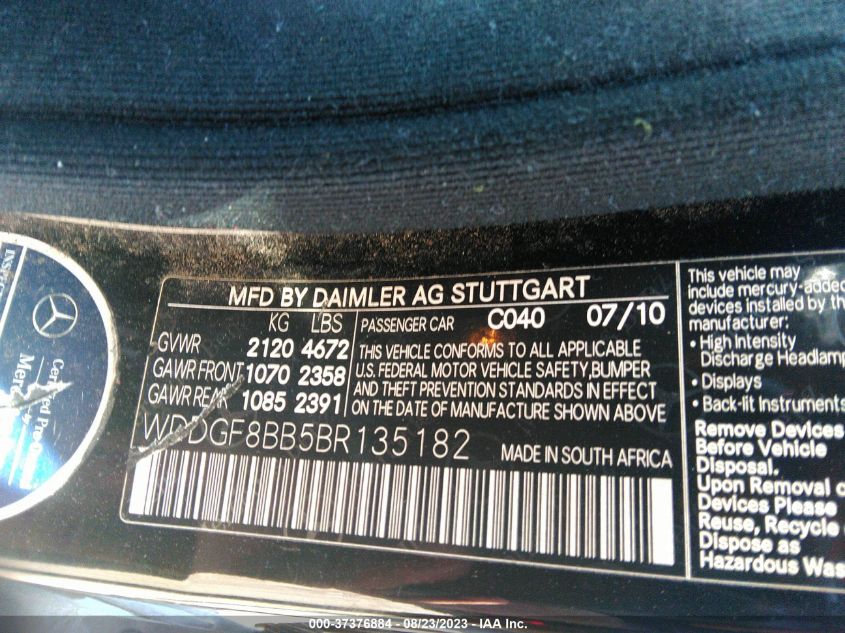 MFD BY DAIMLER AG STUTTGART
KG LBS
PASSENGER CAR C040 07/10
GVWR 2120 4672
GAWR FRONT 1070 2358
GAWR REAR 1085 2391
THIS VEHICLE CONFORMS TO ALL APPLICABLE
U.S. FEDERAL MOTOR VEHICLE SAFETY,BUMPER
AND THEFT PREVENTION STANDARDS IN EFFECT
ON THE DATE OF MANUFACTURE SHOWN ABOVE
WDDGF8BB5BR135182
MADE IN SOUTH AFRICA
This vehicle may
include mercury-added
devices installed by the
manufacturer:
• High Intensity
Discharge Headlamp
• Displays
• Back-lit Instruments
Remove Devices
Before Vehicle
Disposal.
Upon Removal o
Devices Please
Reuse, Recycle
Dispose as
Hazardous Was
Certified Pre
Mer
INSPEC
000-37376884 - 08/23/2023 - IAA Inc.